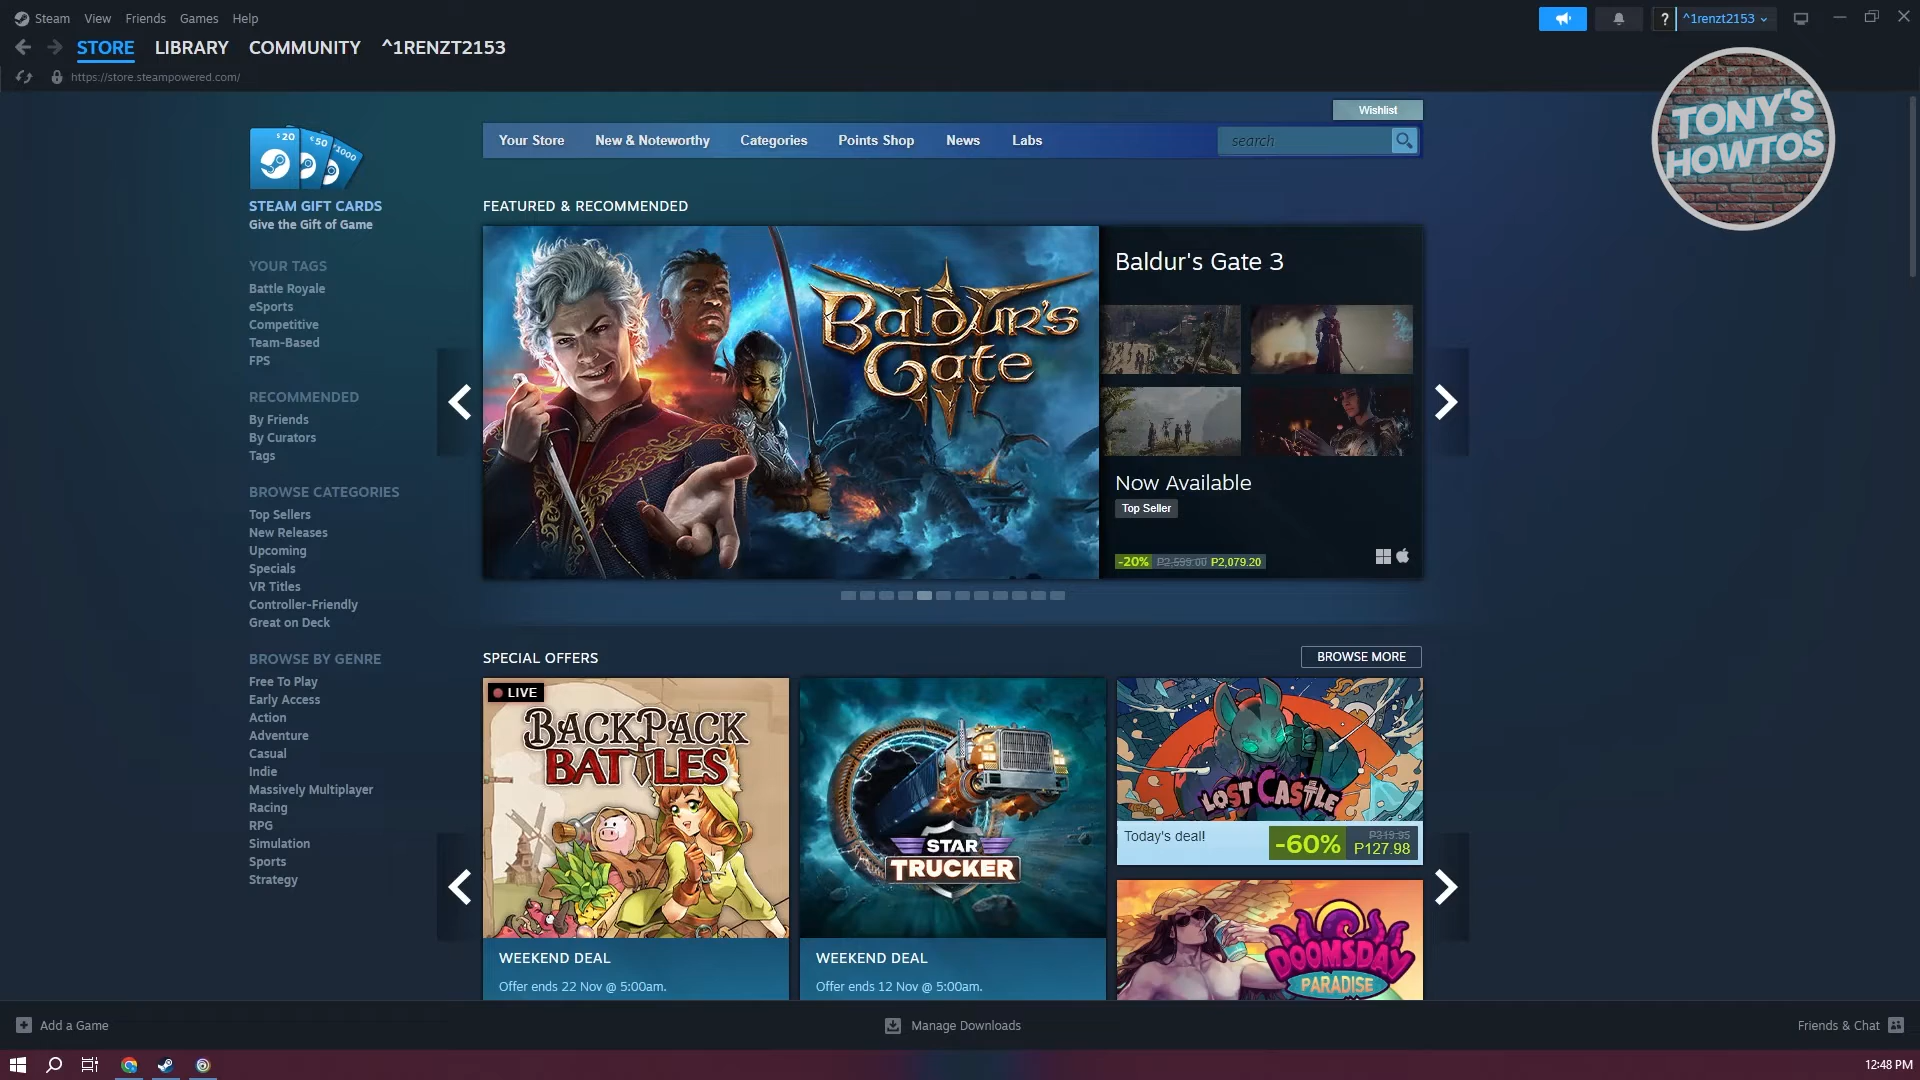 Steam View Friends Games Help
? ^1renzt2153
STORE LIBRARY COMMUNITY ^1RENZT2153
https://store.steampowered.com/
TONY'S
HOWTOS
Wishlist
Your Store New & Noteworthy Categories Points Shop News Labs search
$20 €50 ₽1000
STEAM GIFT CARDS
Give the Gift of Game
YOUR TAGS
Battle Royale
eSports
Competitive
Team-Based
FPS
RECOMMENDED
By Friends
By Curators
Tags
BROWSE CATEGORIES
Top Sellers
New Releases
Upcoming
Specials
VR Titles
Controller-Friendly
Great on Deck
BROWSE BY GENRE
Free To Play
Early Access
Action
Adventure
Casual
Indie
Massively Multiplayer
Racing
RPG
Simulation
Sports
Strategy
FEATURED & RECOMMENDED
Baldur's
Gate
Baldur's Gate 3
Now Available
Top Seller
-20% P2,599.00 P2,079.20
SPECIAL OFFERS
BROWSE MORE
LIVE
BACKPACK
BATTLES
WEEKEND DEAL
Offer ends 22 Nov @ 5:00am.
STAR
TRUCKER
WEEKEND DEAL
Offer ends 12 Nov @ 5:00am.
LOST CASTLE
Today's deal!
-60%
P319.95
P127.98
DOOMSDAY
PARADISE
Add a Game
Manage Downloads
Friends & Chat
12:48 PM